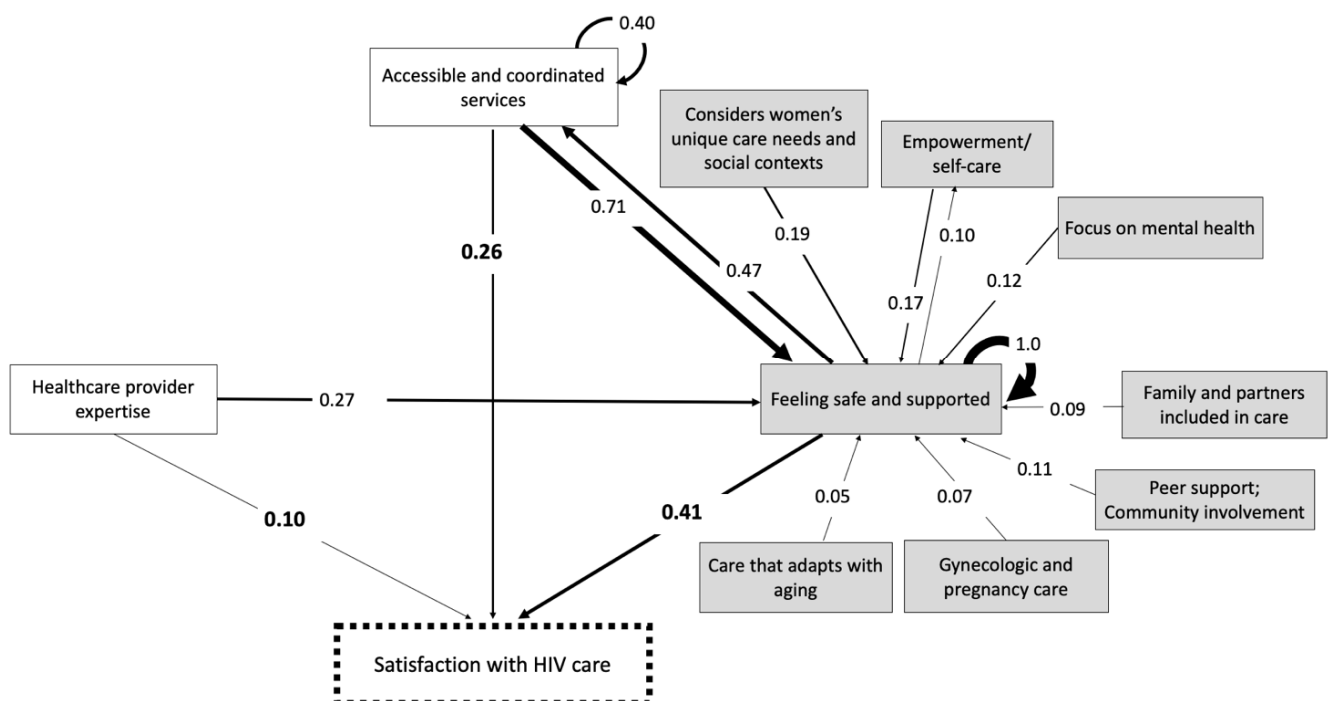 0.40
Accessible and coordinated
services
Considers women's
unique care needs and
social contexts
Empowerment/
self-care
Focus on mental health
0.71
0.26
0.19
0.10
0.47
0.12
0.17
1.0
Healthcare provider
expertise
0.27
Feeling safe and supported
Family and partners
included in care
0.09
0.11
0.05
0.07
Peer support;
Community involvement
0.10
0.41
Care that adapts with
aging
Gynecologic and
pregnancy care
Satisfaction with HIV care